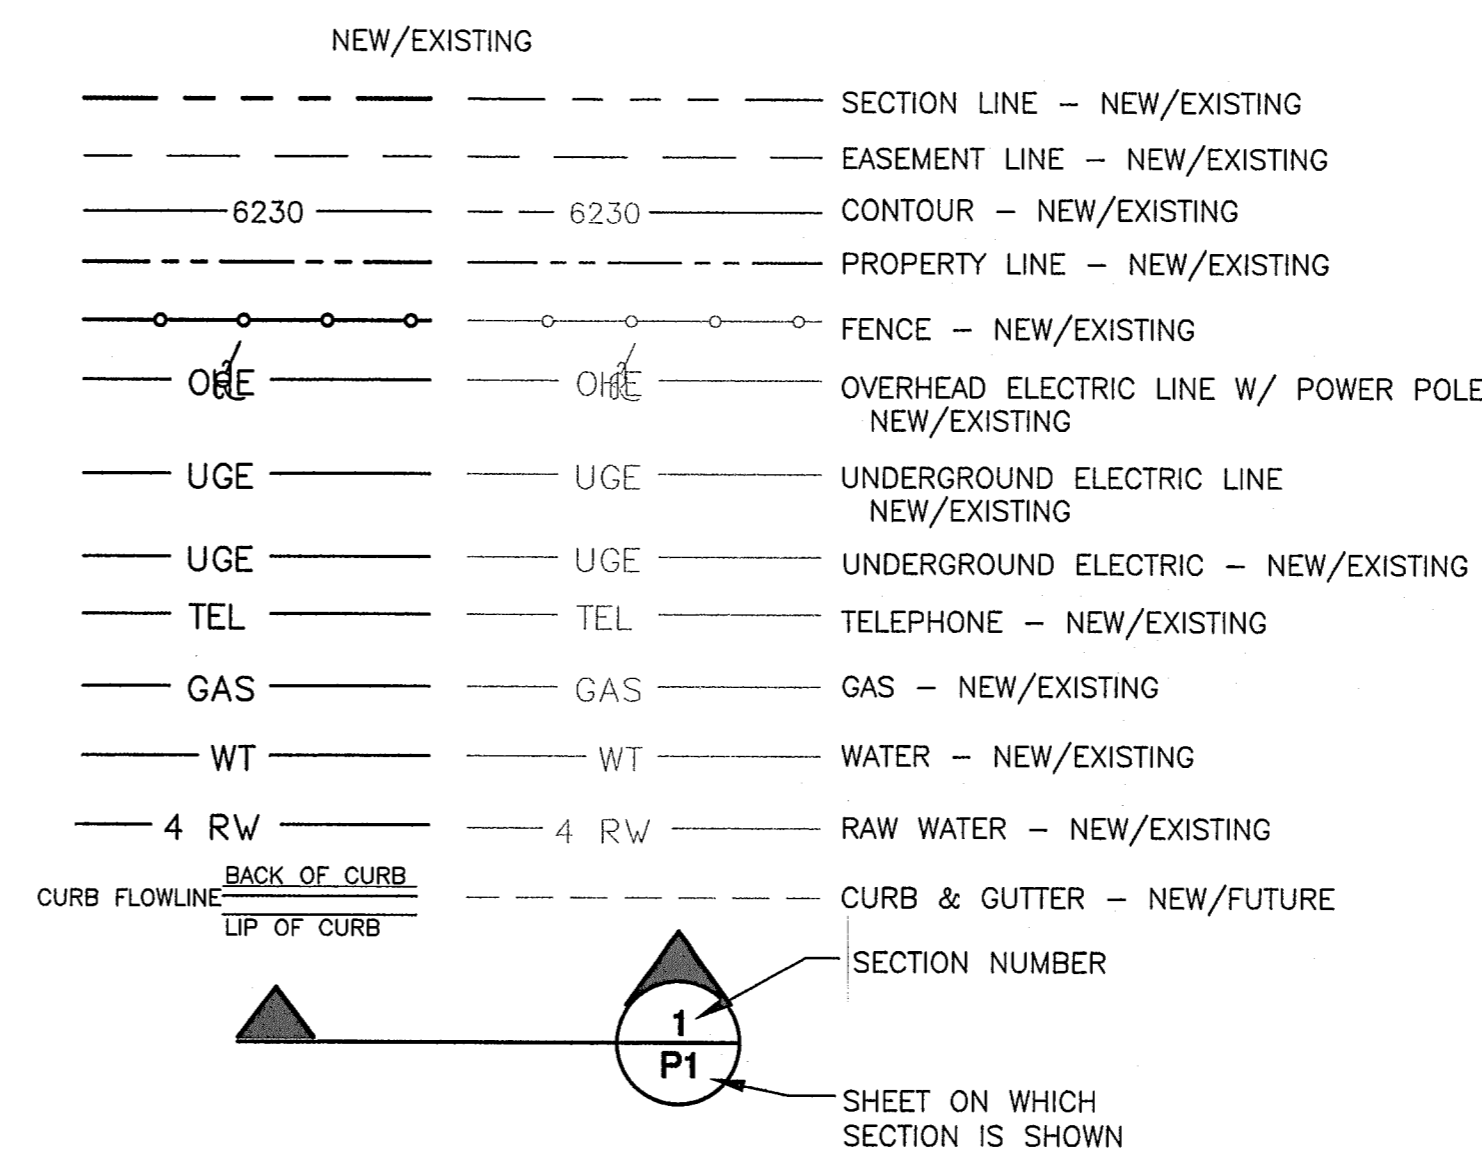 NEW/EXISTING
SECTION LINE - NEW/EXISTING
EASEMENT LINE - NEW/EXISTING
6230 6230 CONTOUR - NEW/EXISTING
PROPERTY LINE - NEW/EXISTING
FENCE - NEW/EXISTING
OHE OHE OVERHEAD ELECTRIC LINE W/ POWER POLE
NEW/EXISTING
UGE UGE UNDERGROUND ELECTRIC LINE
NEW/EXISTING
UGE UGE UNDERGROUND ELECTRIC - NEW/EXISTING
TEL TEL TELEPHONE - NEW/EXISTING
GAS GAS GAS - NEW/EXISTING
WT WT WATER - NEW/EXISTING
4 RW 4 RW RAW WATER - NEW/EXISTING
BACK OF CURB
CURB FLOWLINE CURB & GUTTER - NEW/FUTURE
LIP OF CURB
SECTION NUMBER
1
P1
SHEET ON WHICH
SECTION IS SHOWN